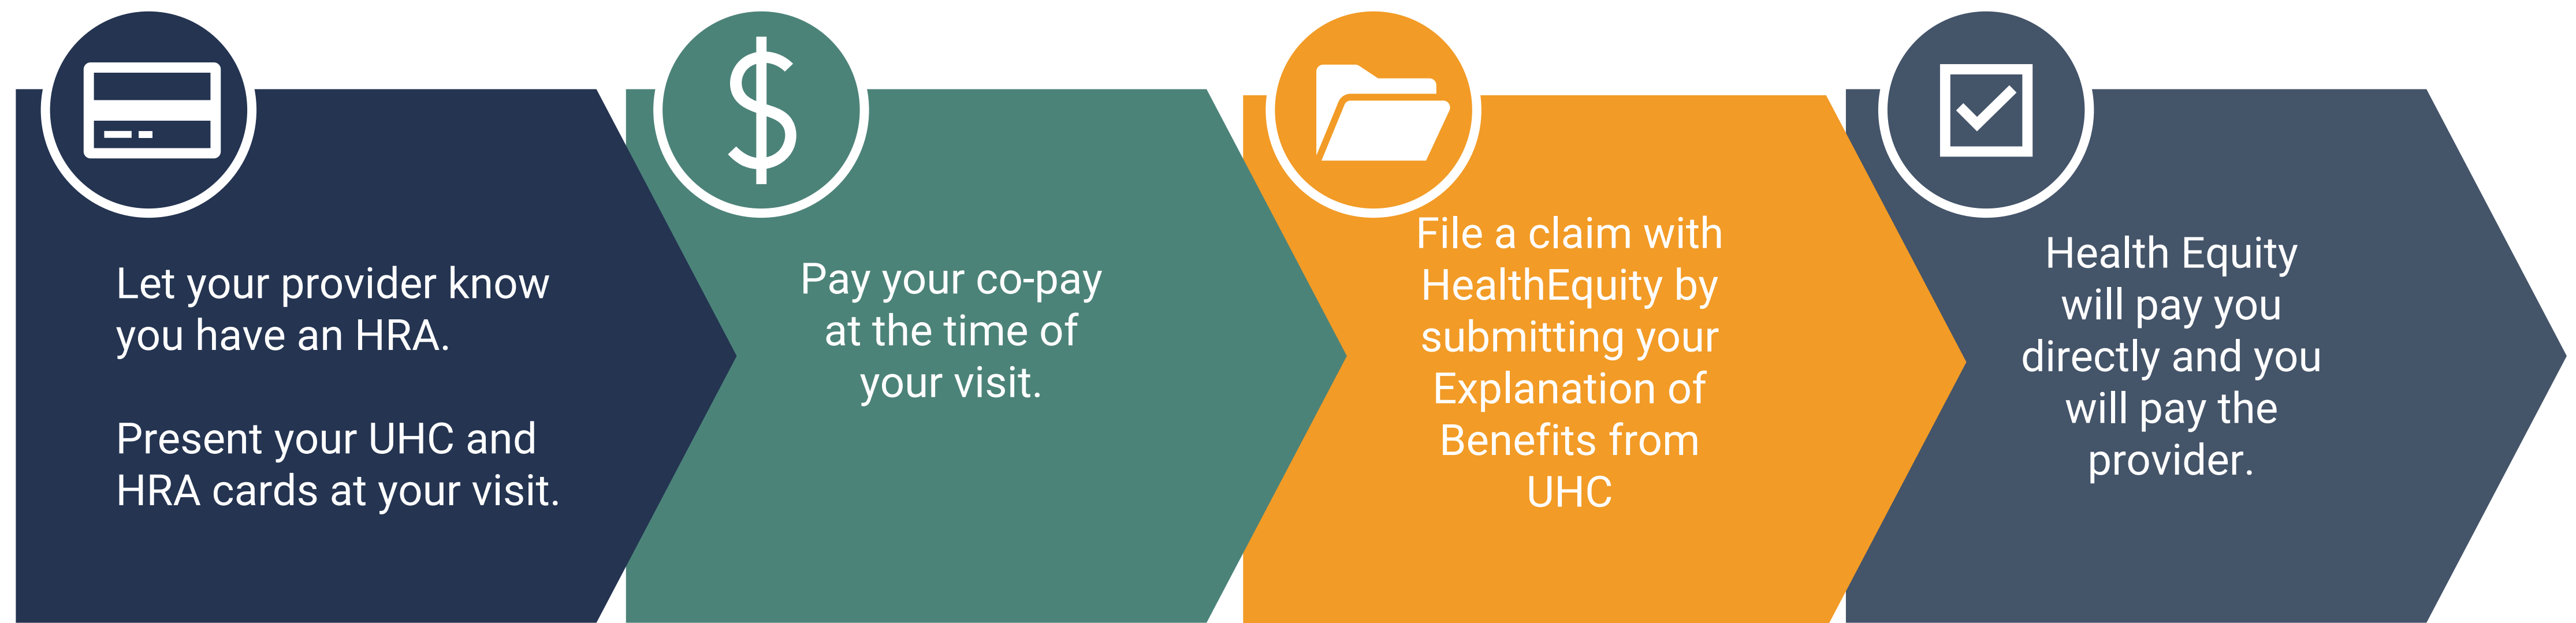 Let your provider know
you have an HRA.
Present your UHC and
HRA cards at your visit.
Pay your co-pay
at the time of
your visit.
File a claim with
HealthEquity by
submitting your
Explanation of
Benefits from
UHC
Health Equity
will pay you
directly and you
will pay the
provider.